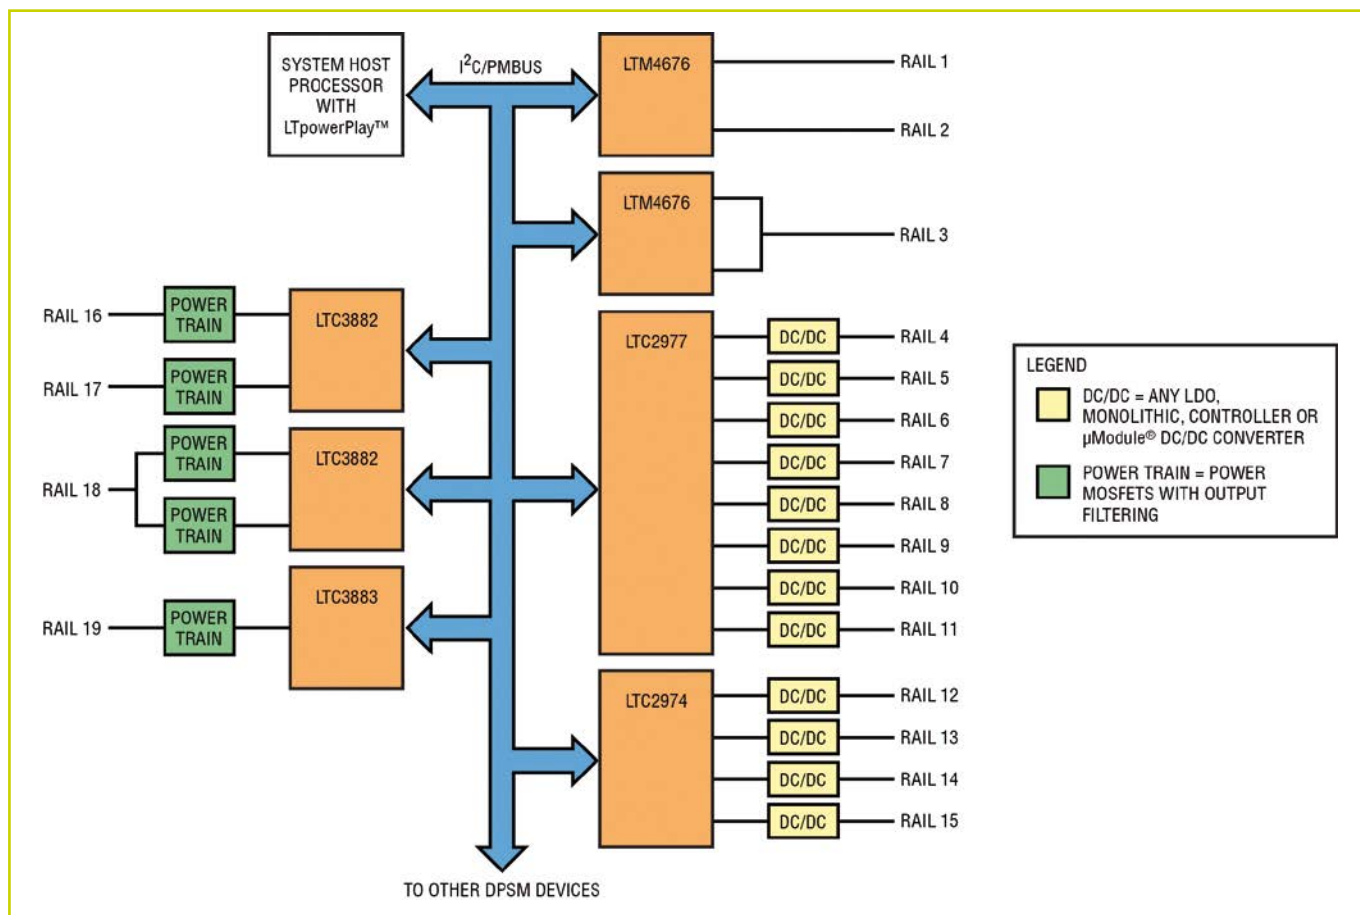 SYSTEM HOST
PROCESSOR
WITH
LTpowerPlay™
I²C/PMBUS
LTM4676
RAIL 1
RAIL 2
LTM4676
RAIL 3
RAIL 16
POWER
TRAIN
LTC3882
RAIL 17
POWER
TRAIN
RAIL 18
POWER
TRAIN
POWER
TRAIN
LTC3882
RAIL 19
POWER
TRAIN
LTC3883
LTC2977
DC/DC RAIL 4
DC/DC RAIL 5
DC/DC RAIL 6
DC/DC RAIL 7
DC/DC RAIL 8
DC/DC RAIL 9
DC/DC RAIL 10
DC/DC RAIL 11
LTC2974
DC/DC RAIL 12
DC/DC RAIL 13
DC/DC RAIL 14
DC/DC RAIL 15
TO OTHER DPSM DEVICES
LEGEND
DC/DC = ANY LDO,
MONOLITHIC, CONTROLLER OR
µModule® DC/DC CONVERTER
POWER TRAIN = POWER
MOSFETS WITH OUTPUT
FILTERING